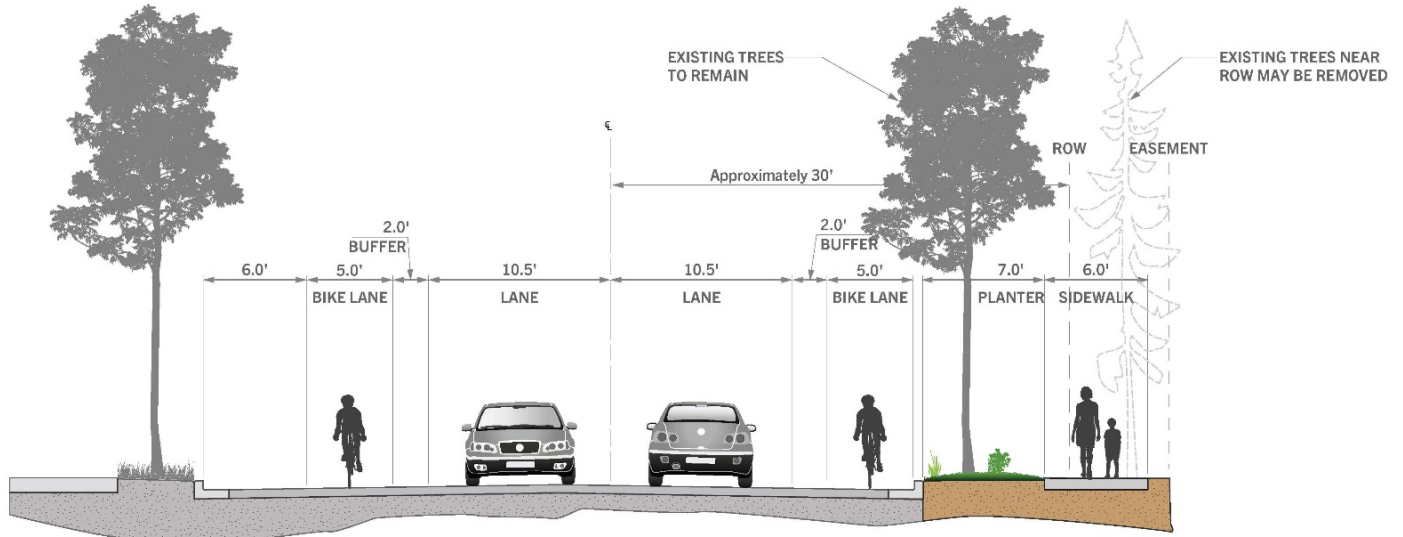 EXISTING TREES
TO REMAIN
EXISTING TREES NEAR
ROW MAY BE REMOVED
℄
ROW
EASEMENT
Approximately 30'
2.0'
BUFFER
2.0'
BUFFER
6.0'
5.0'
10.5'
10.5'
5.0'
7.0'
6.0'
BIKE LANE
LANE
LANE
BIKE LANE
PLANTER
SIDEWALK